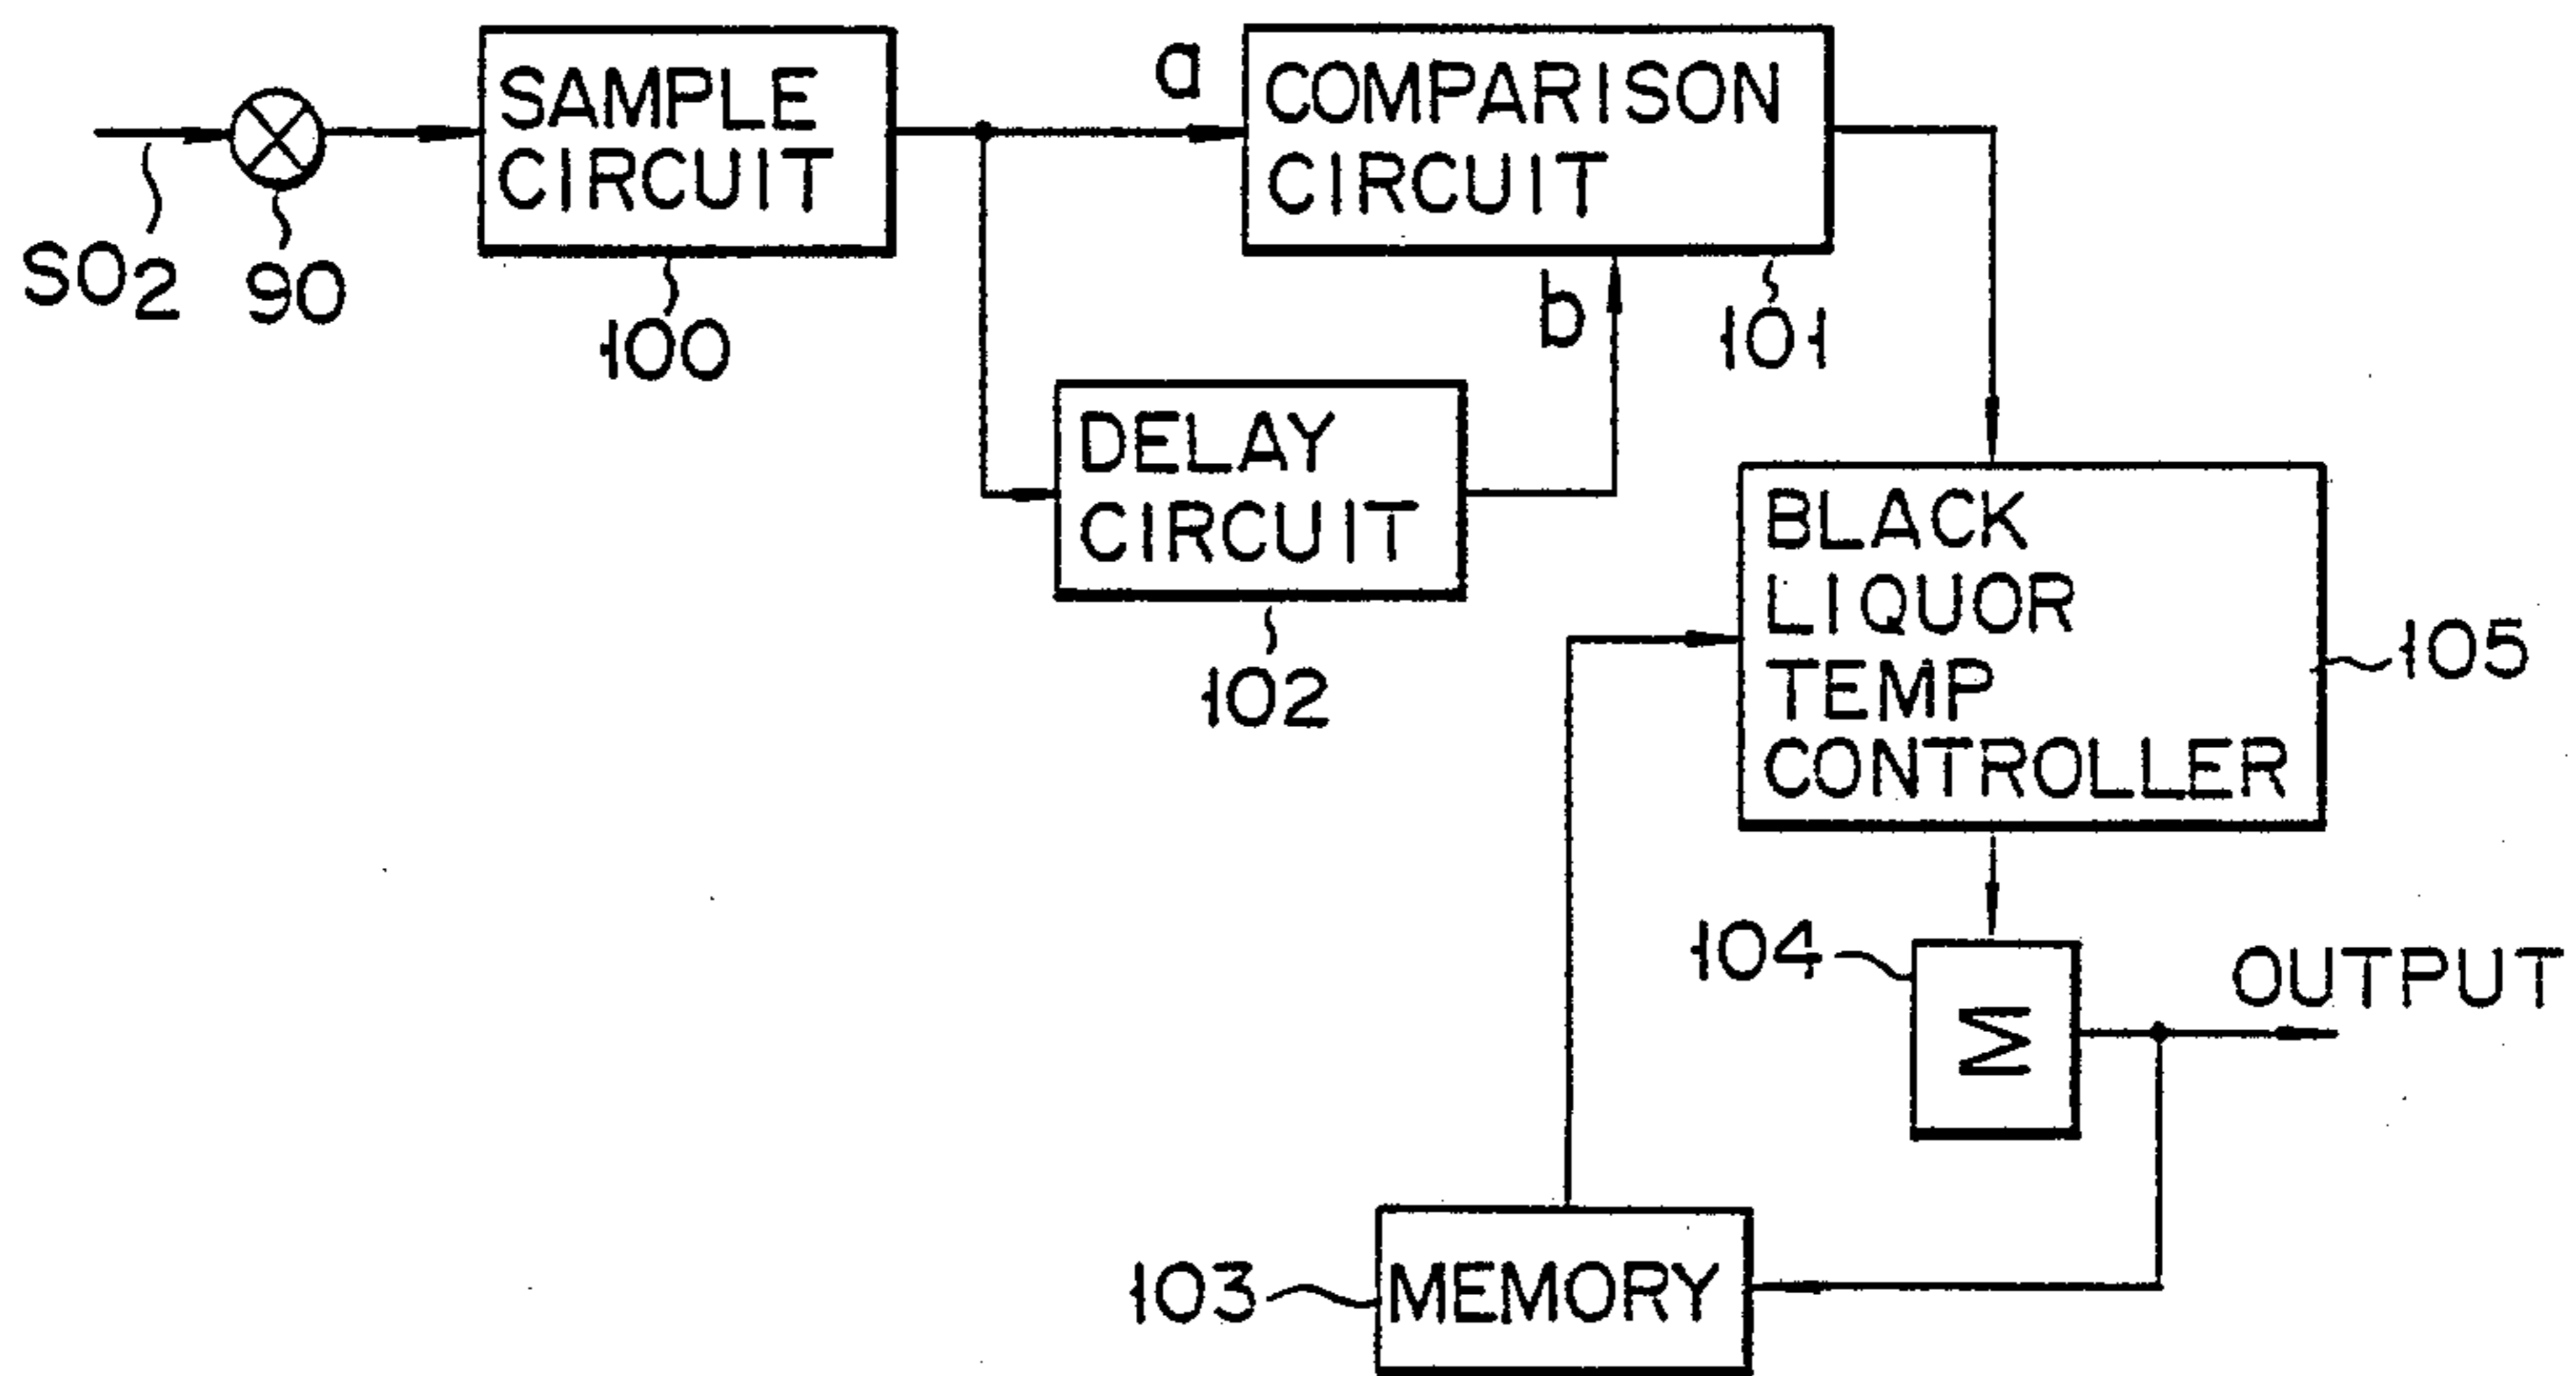 SAMPLE
CIRCUIT
a
COMPARISON
CIRCUIT
SO2
90
100
b
101
DELAY
CIRCUIT
102
BLACK
LIQUOR
TEMP
CONTROLLER
105
104
Σ
OUTPUT
103
MEMORY